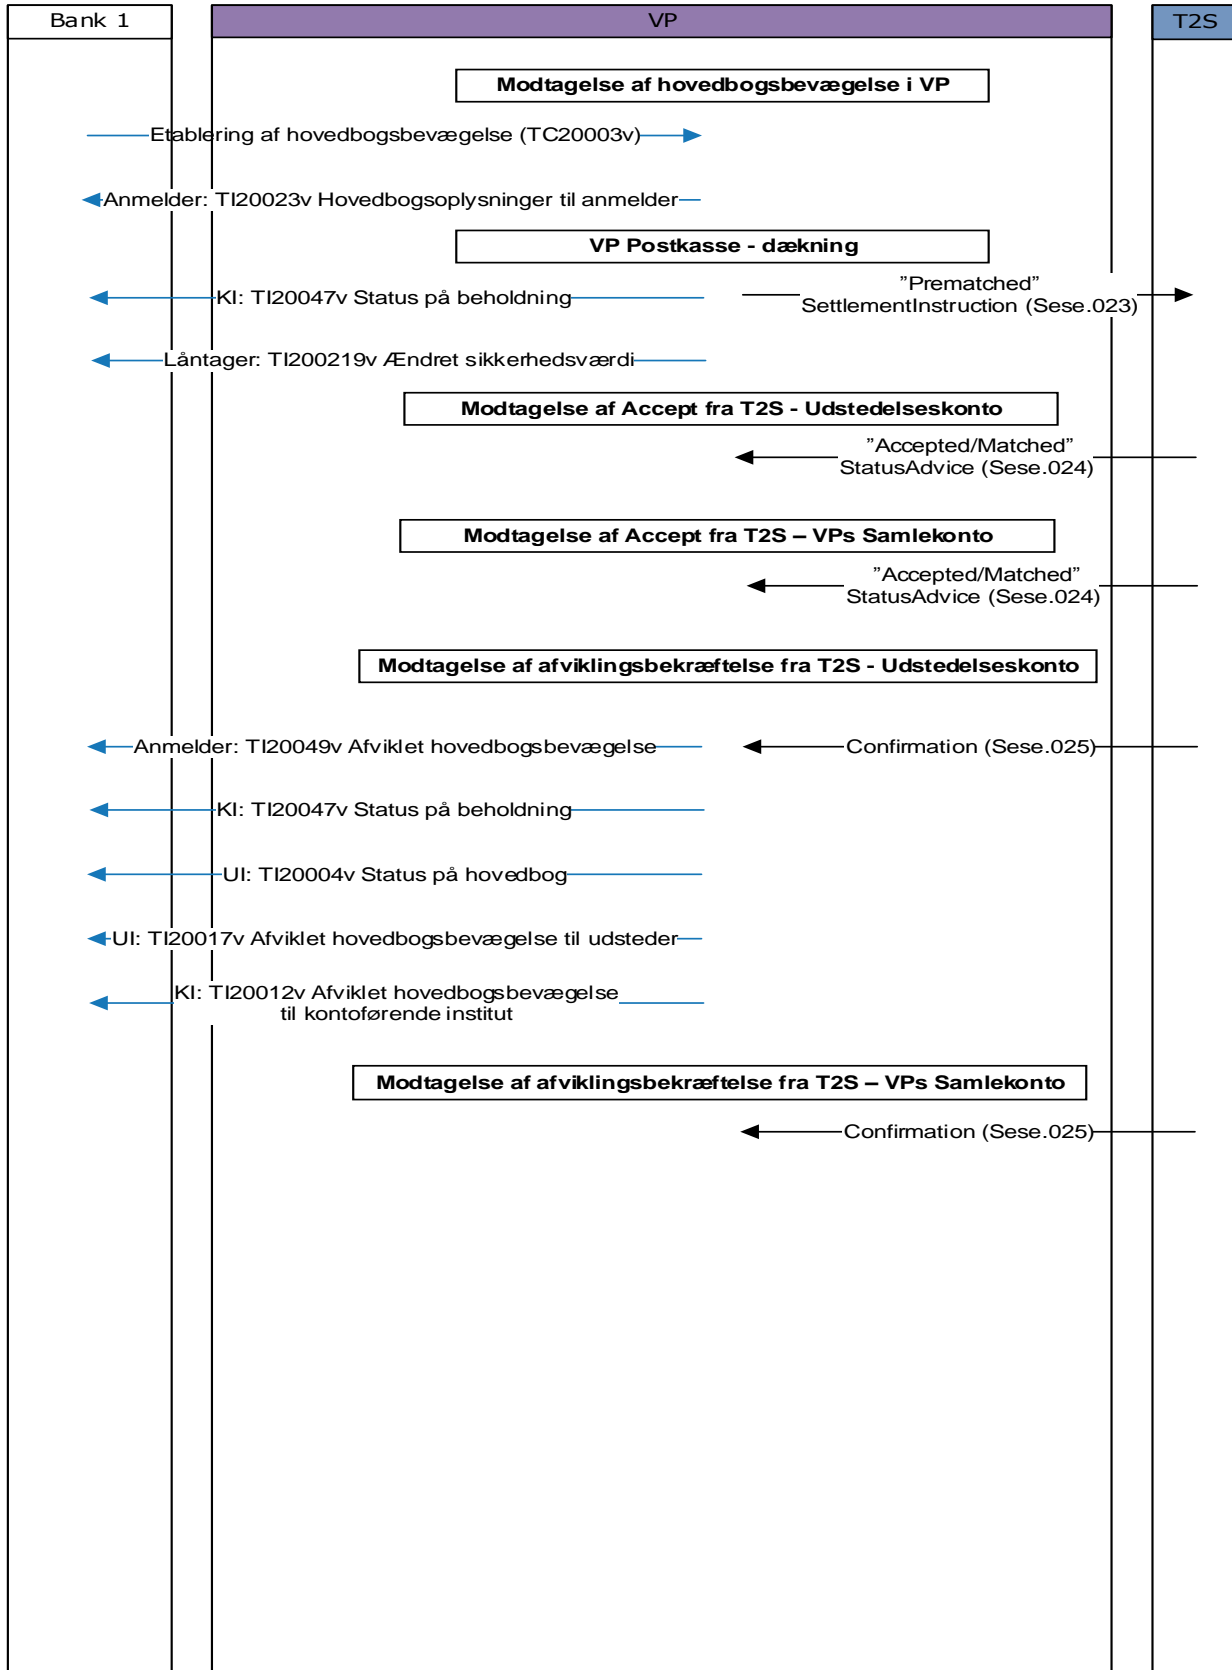 Bank 1
VP
T2S
Modtagelse af hovedbogsbevægelse i VP
Etablering af hovedbogsbevægelse (TC20003v)
Anmelder: TI20023v Hovedbogsoplysninger til anmelder
VP Postkasse - dækning
KI: TI20047v Status på beholdning
”Prematched”
SettlementInstruction (Sese.023)
Låntager: TI200219v Ændret sikkerhedsværdi
Modtagelse af Accept fra T2S - Udstedelseskonto
”Accepted/Matched”
StatusAdvice (Sese.024)
Modtagelse af Accept fra T2S – VPs Samlekonto
”Accepted/Matched”
StatusAdvice (Sese.024)
Modtagelse af afviklingsbekræftelse fra T2S - Udstedelseskonto
Anmelder: TI20049v Afviklet hovedbogsbevægelse
Confirmation (Sese.025)
KI: TI20047v Status på beholdning
UI: TI20004v Status på hovedbog
UI: TI20017v Afviklet hovedbogsbevægelse til udsteder
KI: TI20012v Afviklet hovedbogsbevægelse
til kontoførende institut
Modtagelse af afviklingsbekræftelse fra T2S – VPs Samlekonto
Confirmation (Sese.025)